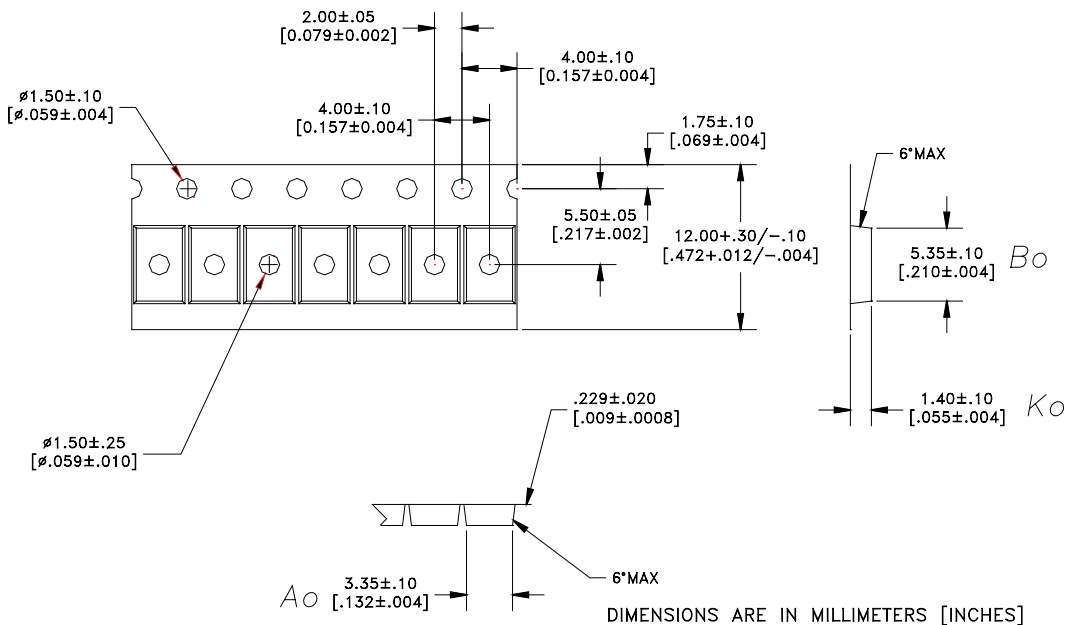 2.00±.05
[0.079±0.002]
4.00±.10
[0.157±0.004]
ø1.50±.10
[ø.059±.004]
4.00±.10
[0.157±0.004]
1.75±.10
[.069±.004]
6°MAX
5.50±.05
[.217±.002]
12.00+.30/-.10
[.472+.012/-.004]
5.35±.10
[.210±.004]
Bo
.229±.020
[.009±.0008]
1.40±.10
[.055±.004]
Ko
ø1.50±.25
[ø.059±.010]
Ao
3.35±.10
[.132±.004]
6°MAX
DIMENSIONS ARE IN MILLIMETERS [INCHES]